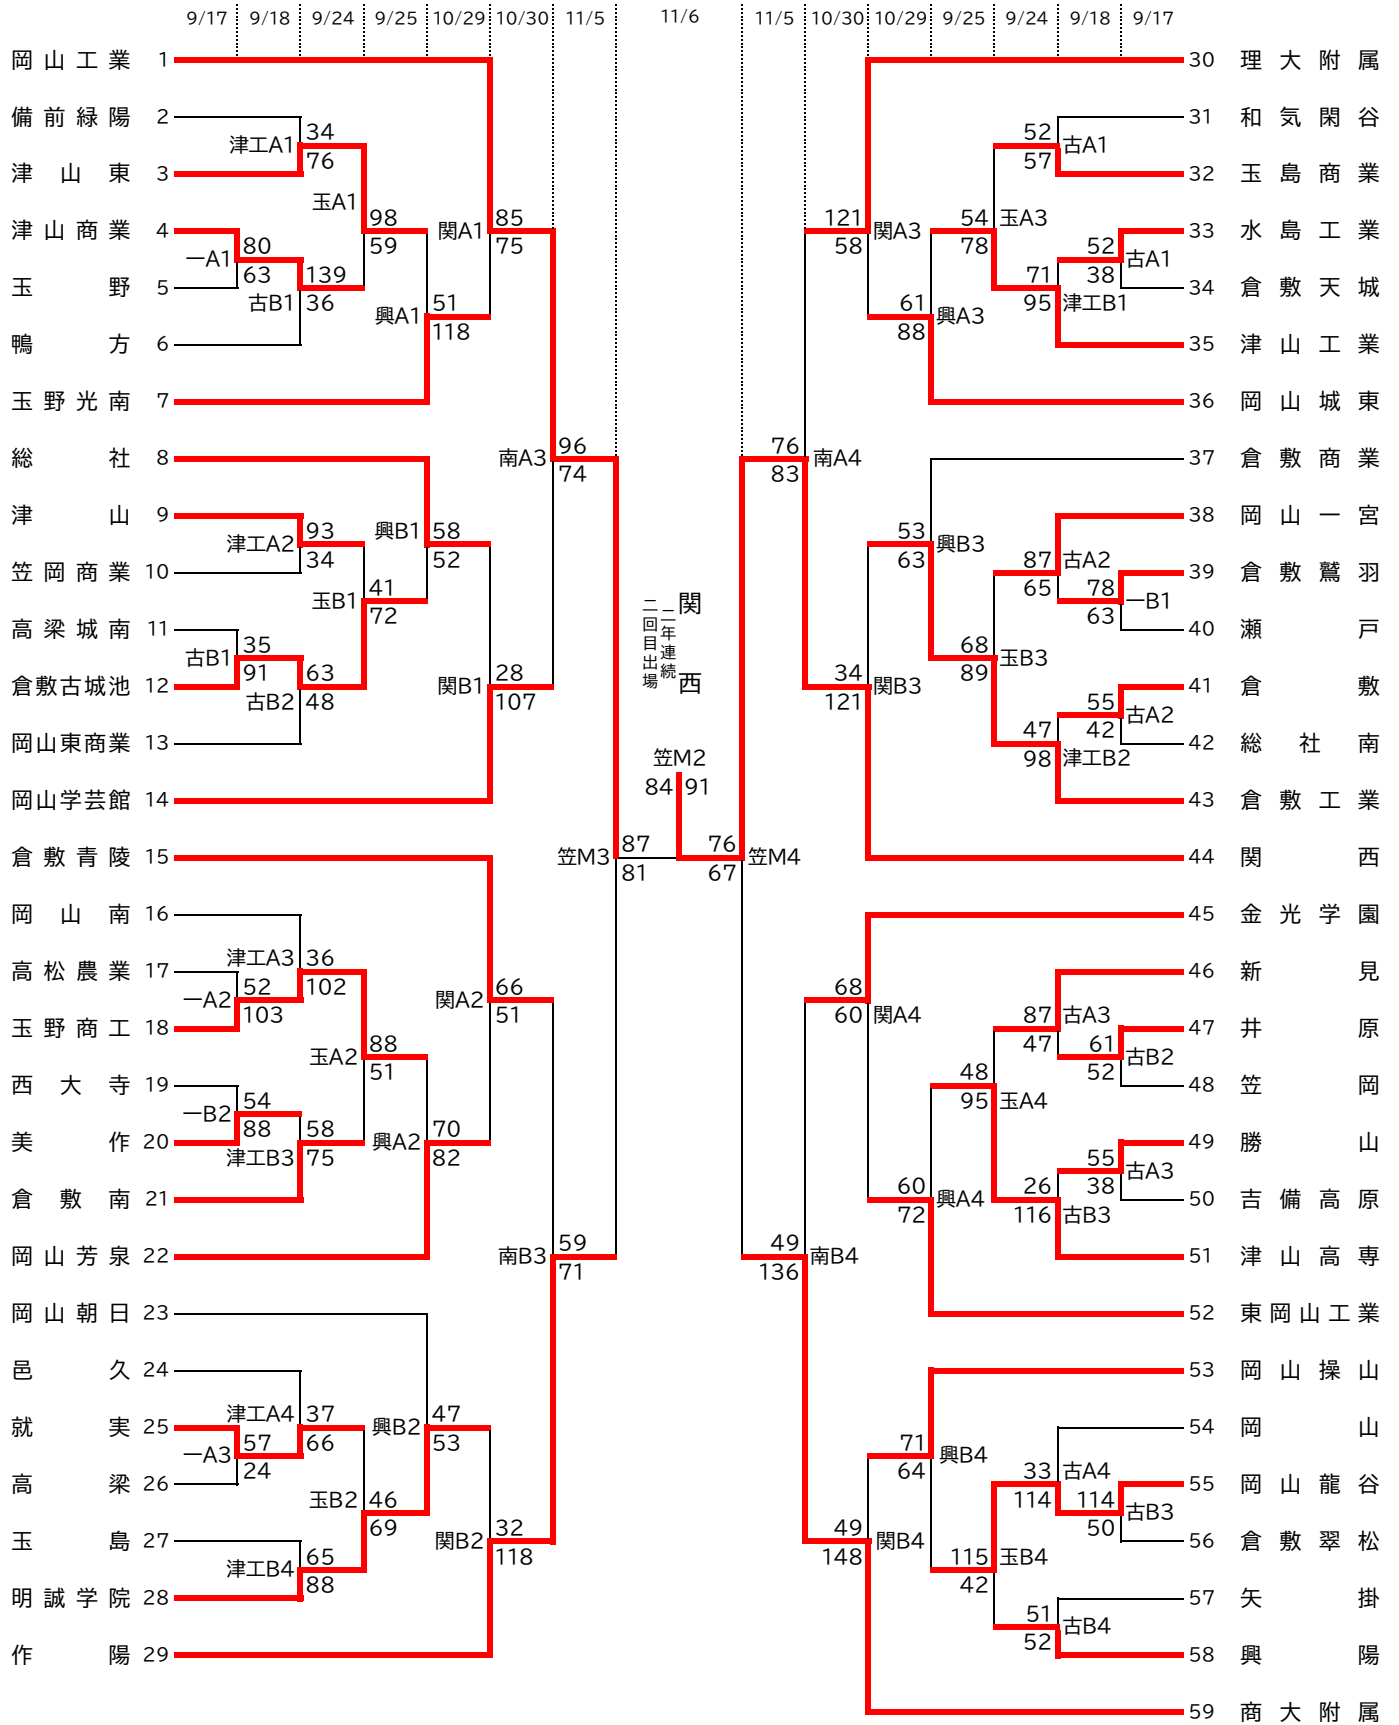 9/17 9/18 9/24 9/25 10/29 10/30 11/5 11/6 11/5 10/30 10/29 9/25 9/24 9/18 9/17
岡山工業 1
備前緑陽 2
津山東 3
津山商業 4
玉野 5
鴨方 6
玉野光南 7
総社 8
津山 9
笠岡商業 10
高梁城南 11
倉敷古城池 12
岡山東商業 13
岡山学芸館 14
倉敷青陵 15
岡山南 16
高松農業 17
玉野商工 18
西大寺 19
美作 20
倉敷南 21
岡山芳泉 22
岡山朝日 23
邑久 24
就実 25
高梁 26
玉島 27
明誠学院 28
作陽 29
一A1 80 63
古B1 35 91
一A2 52 103
一B2 54 88
一A3 57 24
津工A1 34 76
古B1 139 36
津工A2 93 34
古B2 63 48
津工A3 36 102
津工B3 58 75
津工A4 37 66
津工B4 65 88
玉A1 98 59
玉B1 41 72
玉A2 88 51
玉B2 46 69
興A1 51 118
興B1 58 52
興A2 70 82
興B2 47 53
関A1 85 75
関B1 28 107
関A2 66 51
関B2 32 118
南A3 96 74
南B3 59 71
笠M3 87 81
関西
二年連続
二回目出場
笠M2
84 91
76 67 笠M4
76 83 南A4
49 136 南B4
121 58 関A3
34 121 関B3
68 60 関A4
49 148 関B4
61 88 興A3
53 63 興B3
60 72 興A4
71 64 興B4
54 78 玉A3
68 89 玉B3
48 95 玉A4
115 42 玉B4
52 57 古A1
71 95 津工B1
87 65 古A2
47 98 津工B2
87 47 古A3
26 116 古B3
33 114 古A4
51 52 古B4
52 38 古A1
78 63 一B1
55 42 古A2
61 52 古B2
55 38 古A3
114 50 古B3
30 理大附属
31 和気閑谷
32 玉島商業
33 水島工業
34 倉敷天城
35 津山工業
36 岡山城東
37 倉敷商業
38 岡山一宮
39 倉敷鷲羽
40 瀬戸
41 倉敷
42 総社南
43 倉敷工業
44 関西
45 金光学園
46 新見
47 井原
48 笠岡
49 勝山
50 吉備高原
51 津山高専
52 東岡山工業
53 岡山操山
54 岡山
55 岡山龍谷
56 倉敷翠松
57 矢掛
58 興陽
59 商大附属